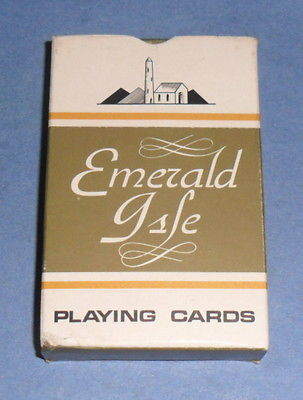 Emerald
Isle
PLAYING CARDS